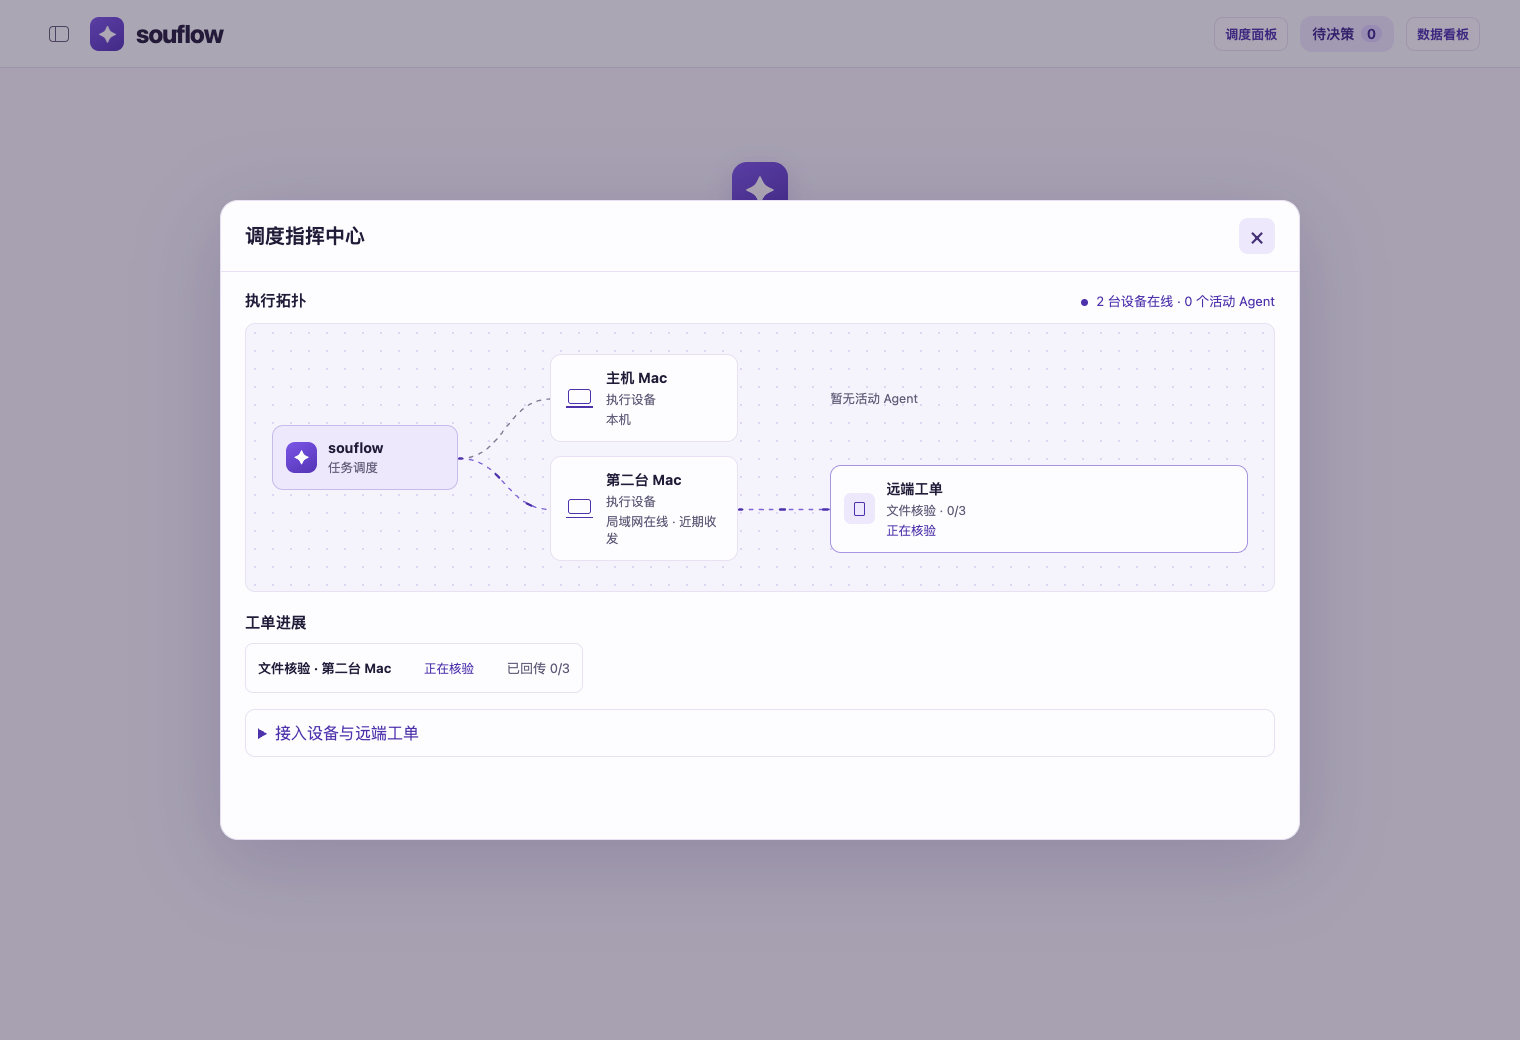 souflow
调度面板
待决策 0
数据看板
调度指挥中心
执行拓扑
2 台设备在线 · 0 个活动 Agent
souflow
任务调度
主机 Mac
执行设备
本机
暂无活动 Agent
第二台 Mac
执行设备
局域网在线 · 近期收
发
远端工单
文件核验 · 0/3
正在核验
工单进展
文件核验 · 第二台 Mac 正在核验 已回传 0/3
接入设备与远端工单